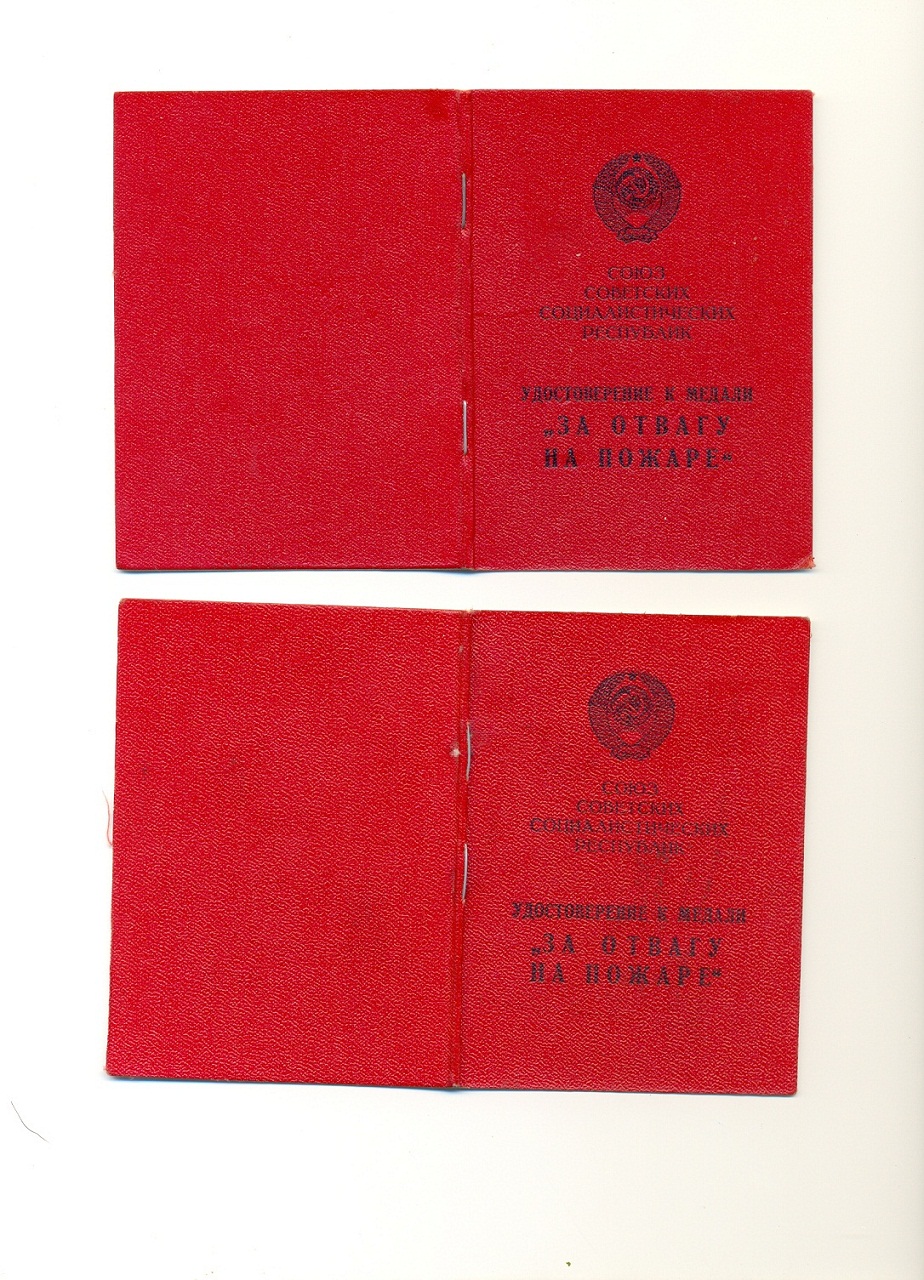 СОЮЗ
СОВЕТСКИХ
СОЦИАЛИСТИЧЕСКИХ
РЕСПУБЛИК
УДОСТОВЕРЕНИЕ К МЕДАЛИ
„ЗА ОТВАГУ
НА ПОЖАРЕ“
СОЮЗ
СОВЕТСКИХ
СОЦИАЛИСТИЧЕСКИХ
РЕСПУБЛИК
УДОСТОВЕРЕНИЕ К МЕДАЛИ
„ЗА ОТВАГУ
НА ПОЖАРЕ“